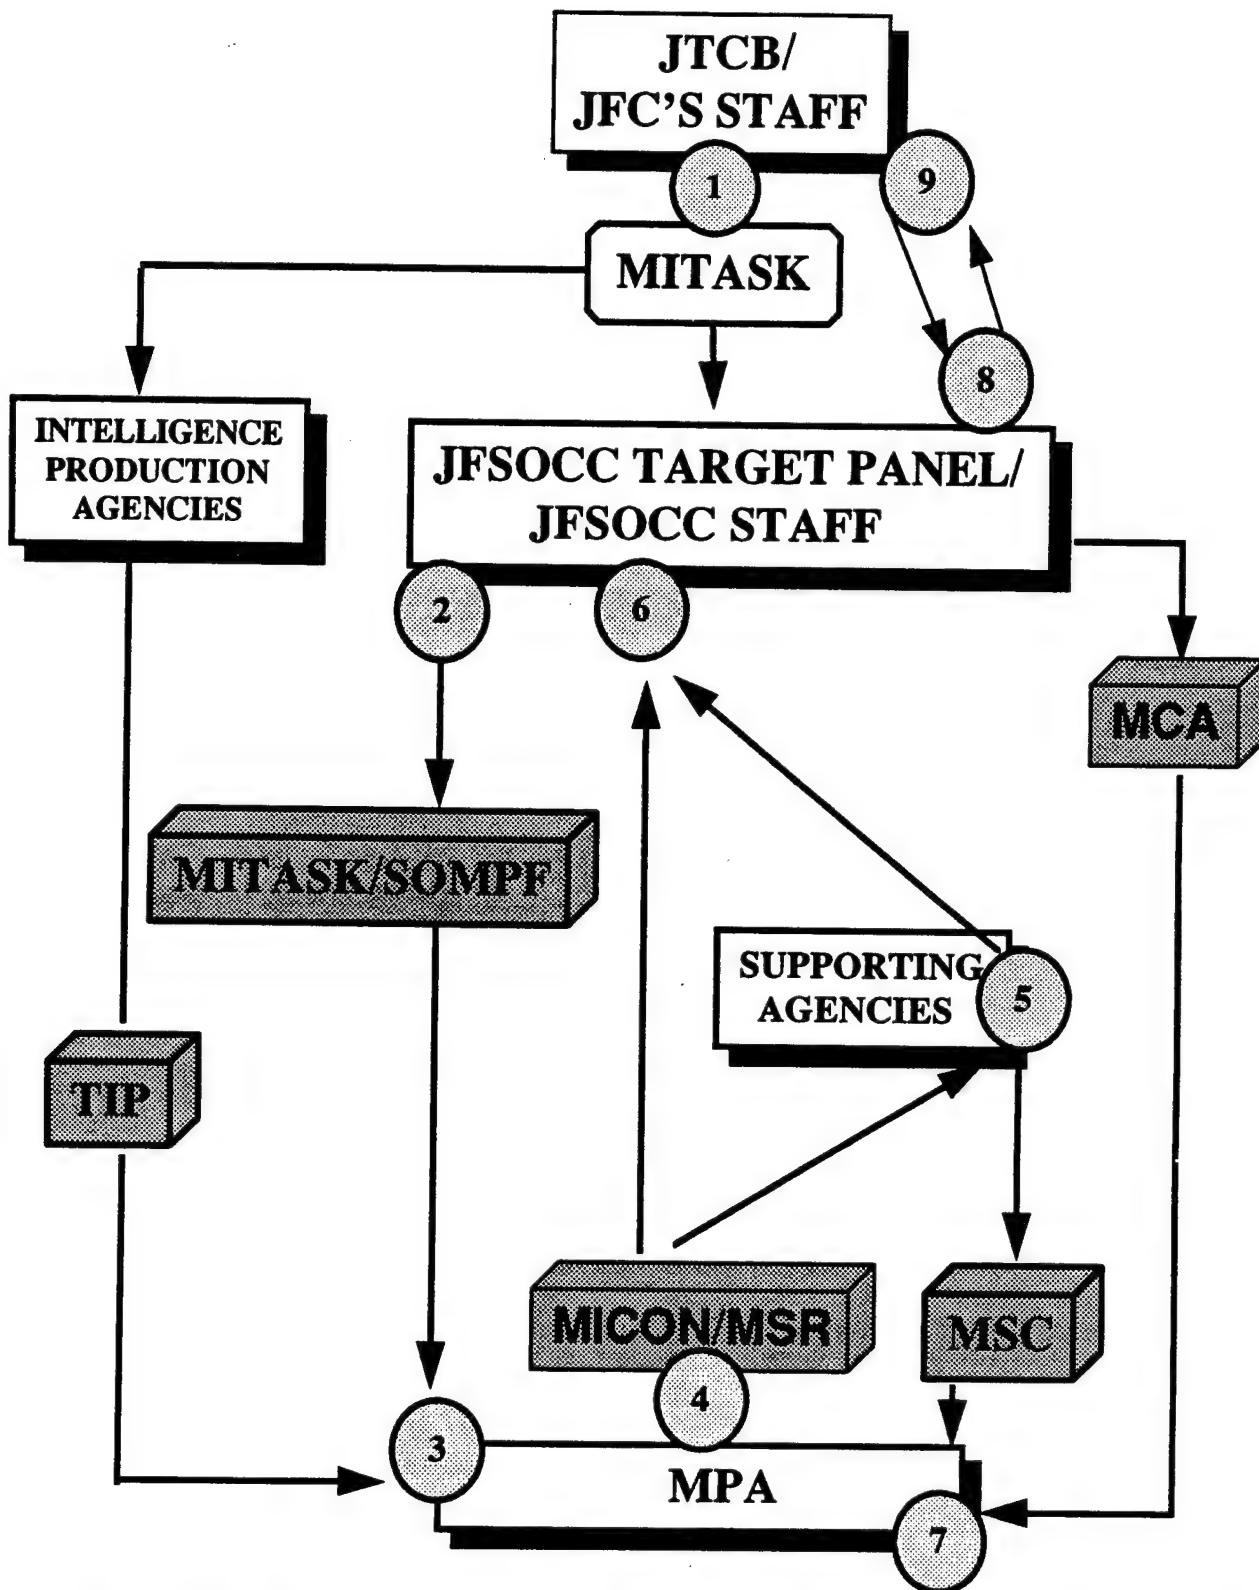 JTCB/
JFC'S STAFF
1
9
MITASK
8
INTELLIGENCE
PRODUCTION
AGENCIES
JFSOCC TARGET PANEL/
JFSOCC STAFF
2
6
MCA
MITASK/SOMPF
SUPPORTING
AGENCIES
5
TIP
MICON/MSR
MSC
4
3
MPA
7